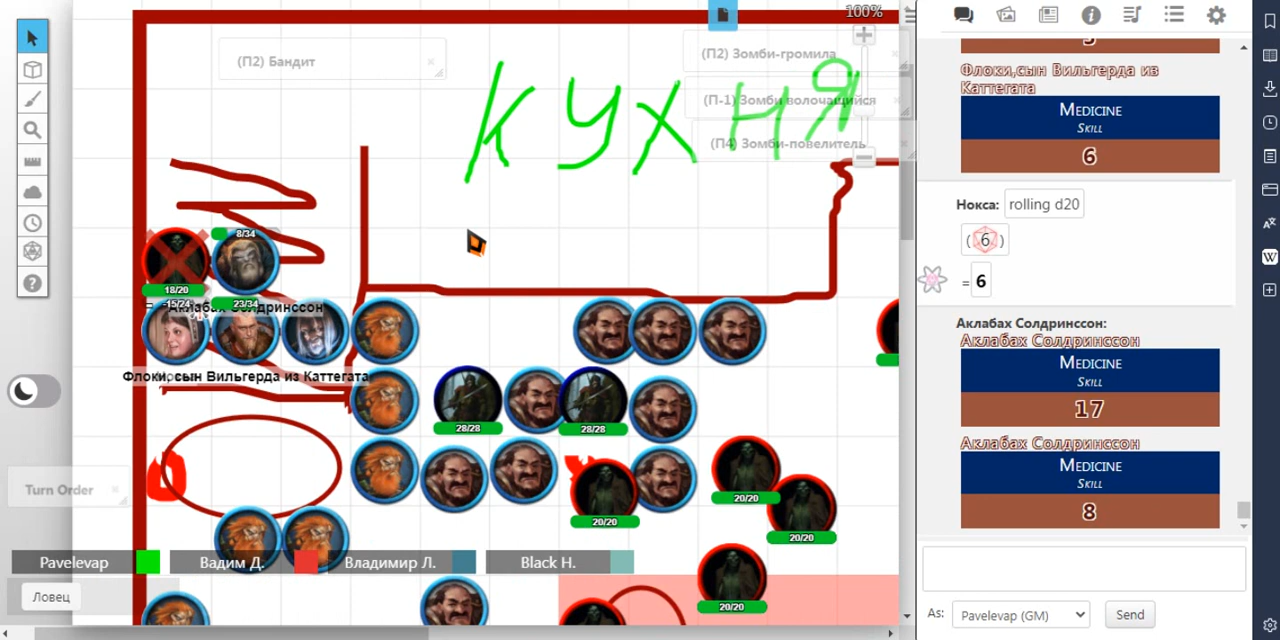 100%
(П2) Бандит
(П2) Зомби-громила
(П-1) Зомби волочащийся
(П4) Зомби-повелитель
КУХНЯ
8/34
18/20
15/24
23/34
Аклабах Солдринссон
Флоки,сын Вильгерда из Каттегата
28/28
28/28
20/20
20/20
20/20
20/20
Turn Order
Pavelevap
Вадим Д.
Владимир Л.
Black H.
Ловец
Флоки,сын Вильгерда из Каттегата
MEDICINE
SKILL
6
Нокса: rolling d20
(6)
= 6
Аклабах Солдринссон:
Аклабах Солдринссон
MEDICINE
SKILL
17
Аклабах Солдринссон
MEDICINE
SKILL
8
As: Pavelevap (GM) Send